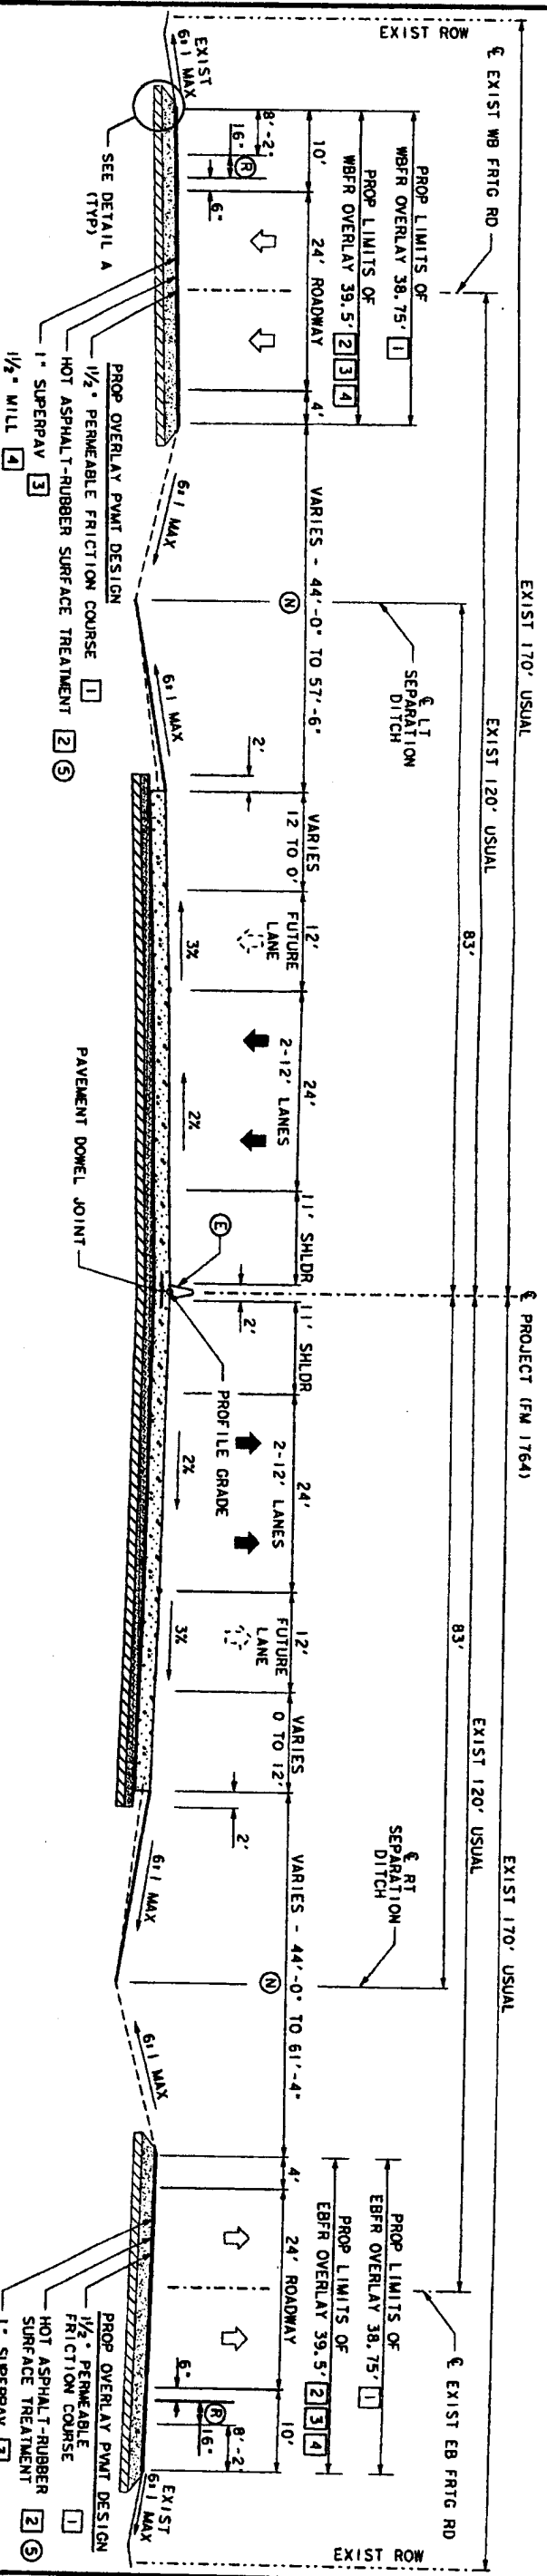 EXIST 170' USUAL
EXIST 170' USUAL
EXIST 120' USUAL
EXIST 120' USUAL
83'
83'
℄ PROJECT (FM 1764)
EXIST ROW
℄ EXIST WB FRTG RD
PROP LIMITS OF
WBFR OVERLAY 38.75' 1
PROP LIMITS OF
WBFR OVERLAY 39.5' 2 3 4
10'
24' ROADWAY
4'
8'-2"
16"
R
6"
EXIST
6:1 MAX
SEE DETAIL A
(TYP)
VARIES - 44'-0" TO 57'-6"
N
℄ LT
SEPARATION
DITCH
6:1 MAX
6:1 MAX
2'
PROP OVERLAY PVMT DESIGN
1½" PERMEABLE FRICTION COURSE 1
HOT ASPHALT-RUBBER SURFACE TREATMENT 2 5
1" SUPERPAV 3
1½" MILL 4
VARIES
12 TO 0'
12'
FUTURE
LANE
3%
24'
2-12' LANES
2%
11' SHLDR
E
2'
11' SHLDR
PAVEMENT DOWEL JOINT
PROFILE GRADE
24'
2-12' LANES
2%
12'
FUTURE
LANE
3%
VARIES
0 TO 12'
2'
VARIES - 44'-0" TO 61'-4"
N
℄ RT
SEPARATION
DITCH
6:1 MAX
6:1 MAX
℄ EXIST EB FRTG RD
PROP LIMITS OF
EBFR OVERLAY 38.75' 1
PROP LIMITS OF
EBFR OVERLAY 39.5' 2 3 4
4'
24' ROADWAY
10'
6"
R
16"
8'-2"
EXIST
6:1 MAX
EXIST ROW
PROP OVERLAY PVMT DESIGN
1½" PERMEABLE
FRICTION COURSE 1
HOT ASPHALT-RUBBER
SURFACE TREATMENT 2 5
1" SUPERPAV 3